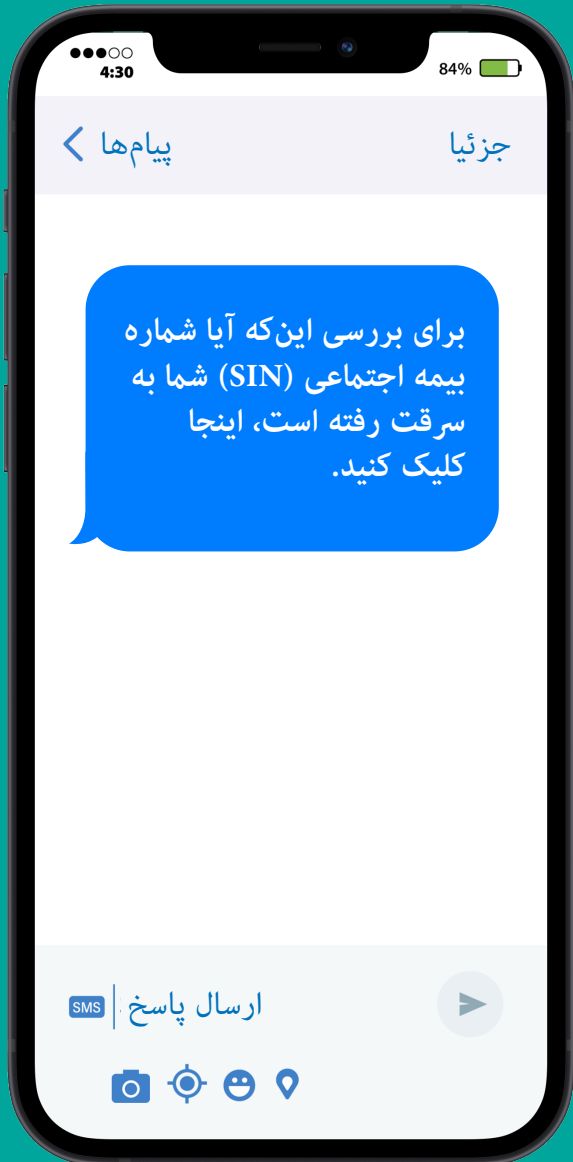 4:30
84%
پیام‌ها
جزئیا
برای بررسی این‌که آیا شماره
بیمه اجتماعی (SIN) شما به
سرقت رفته است، اینجا
کلیک کنید.
SMS
ارسال پاسخ